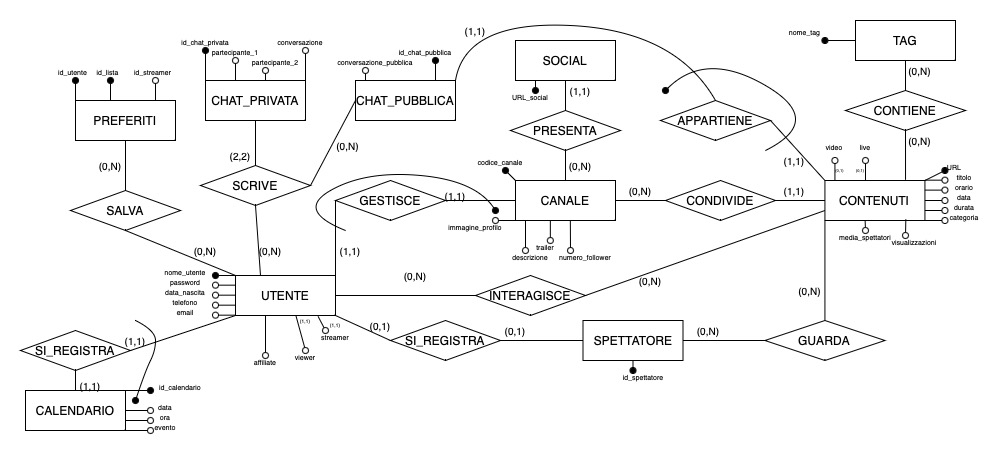 (1,1)
nome_tag
TAG
(0,N)
id_chat_privata
partecipante_1
partecipante_2
conversazione
id_chat_pubblica
conversazione_pubblica
SOCIAL
URL_social
(1,1)
id_utente
id_lista
id_streamer
PREFERITI
CHAT_PRIVATA
CHAT_PUBBLICA
PRESENTA
APPARTIENE
CONTIENE
(0,N)
(0,N)
(2,2)
(0,N)
(0,N)
codice_canale
(1,1)
video
live
(0,1)
(0,1)
SALVA
SCRIVE
GESTISCE
(1,1)
CANALE
(0,N)
CONDIVIDE
(1,1)
CONTENUTI
URL
titolo
orario
data
durata
categoria
immagine_profilo
descrizione
trailer
numero_follower
media_spettatori
visualizzazioni
(0,N)
(0,N)
(1,1)
nome_utente
password
data_nascita
telefono
email
UTENTE
(0,N)
INTERAGISCE
(0,N)
(0,N)
(1,1)
(1,1)
affiliate
viewer
streamer
(0,1)
SI_REGISTRA
(0,1)
SPETTATORE
id_spettatore
(0,N)
GUARDA
SI_REGISTRA
(1,1)
(1,1)
CALENDARIO
id_calendario
data
ora
evento